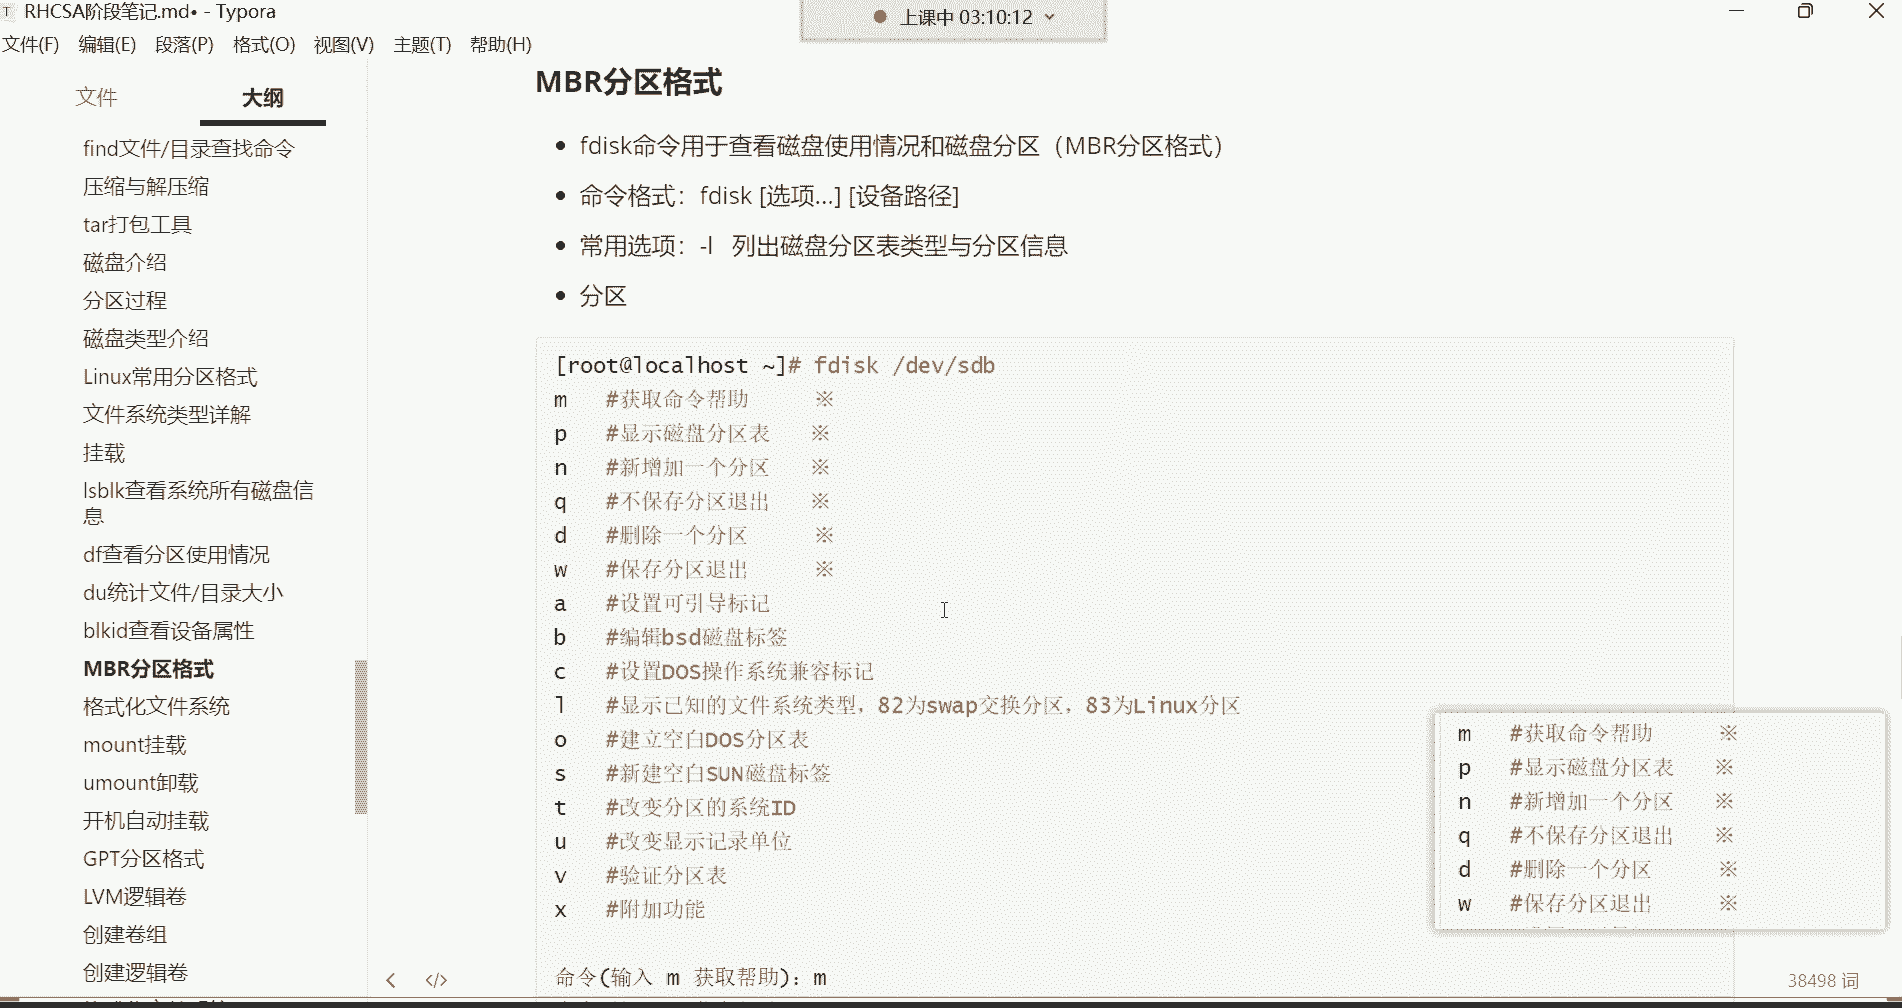 RHCSA阶段笔记.md• - Typora
上课中 03:10:12
文件(F) 编辑(E) 段落(P) 格式(O) 视图(V) 主题(T) 帮助(H)
文件 大纲
find文件/目录查找命令
压缩与解压缩
tar打包工具
磁盘介绍
分区过程
磁盘类型介绍
Linux常用分区格式
文件系统类型详解
挂载
lsblk查看系统所有磁盘信
息
df查看分区使用情况
du统计文件/目录大小
blkid查看设备属性
MBR分区格式
格式化文件系统
mount挂载
umount卸载
开机自动挂载
GPT分区格式
LVM逻辑卷
创建卷组
创建逻辑卷
MBR分区格式
• fdisk命令用于查看磁盘使用情况和磁盘分区（MBR分区格式）
• 命令格式：fdisk [选项...] [设备路径]
• 常用选项：-l 列出磁盘分区表类型与分区信息
• 分区
[root@localhost ~]# fdisk /dev/sdb
m #获取命令帮助 ※
p #显示磁盘分区表 ※
n #新增加一个分区 ※
q #不保存分区退出 ※
d #删除一个分区 ※
w #保存分区退出 ※
a #设置可引导标记
b #编辑bsd磁盘标签
c #设置DOS操作系统兼容标记
l #显示已知的文件系统类型，82为swap交换分区，83为Linux分区
o #建立空白DOS分区表
s #新建空白SUN磁盘标签
t #改变分区的系统ID
u #改变显示记录单位
v #验证分区表
x #附加功能
命令(输入 m 获取帮助)：m
m #获取命令帮助 ※
p #显示磁盘分区表 ※
n #新增加一个分区 ※
q #不保存分区退出 ※
d #删除一个分区 ※
w #保存分区退出 ※
38498 词